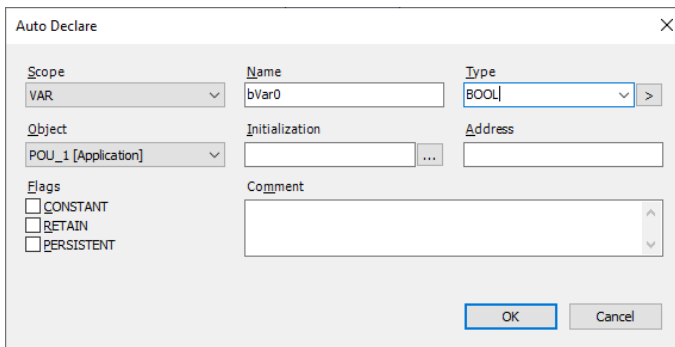 Auto Declare
Scope Name Type
VAR bVar0 BOOL >
Object Initialization Address
POU_1 [Application] ...
Flags Comment
CONSTANT
RETAIN
PERSISTENT
OK Cancel